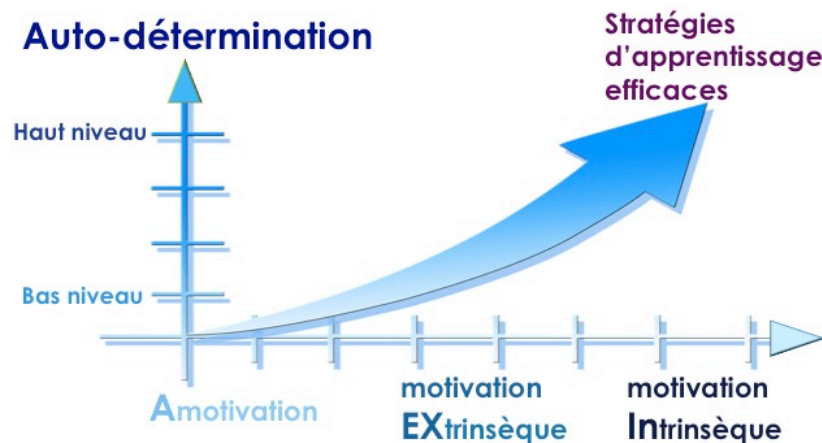 Auto-détermination
Stratégies
d'apprentissage
efficaces
Haut niveau
Bas niveau
Amotivation
motivation
EXtrinsèque
motivation
Intrinsèque